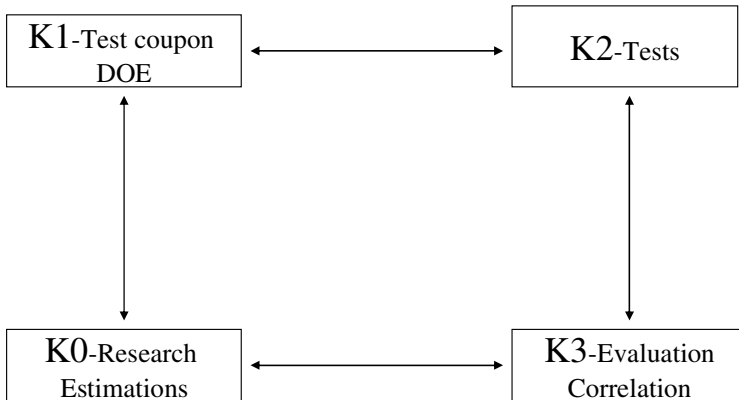 K1-Test coupon
DOE
K2-Tests
K0-Research
Estimations
K3-Evaluation
Correlation